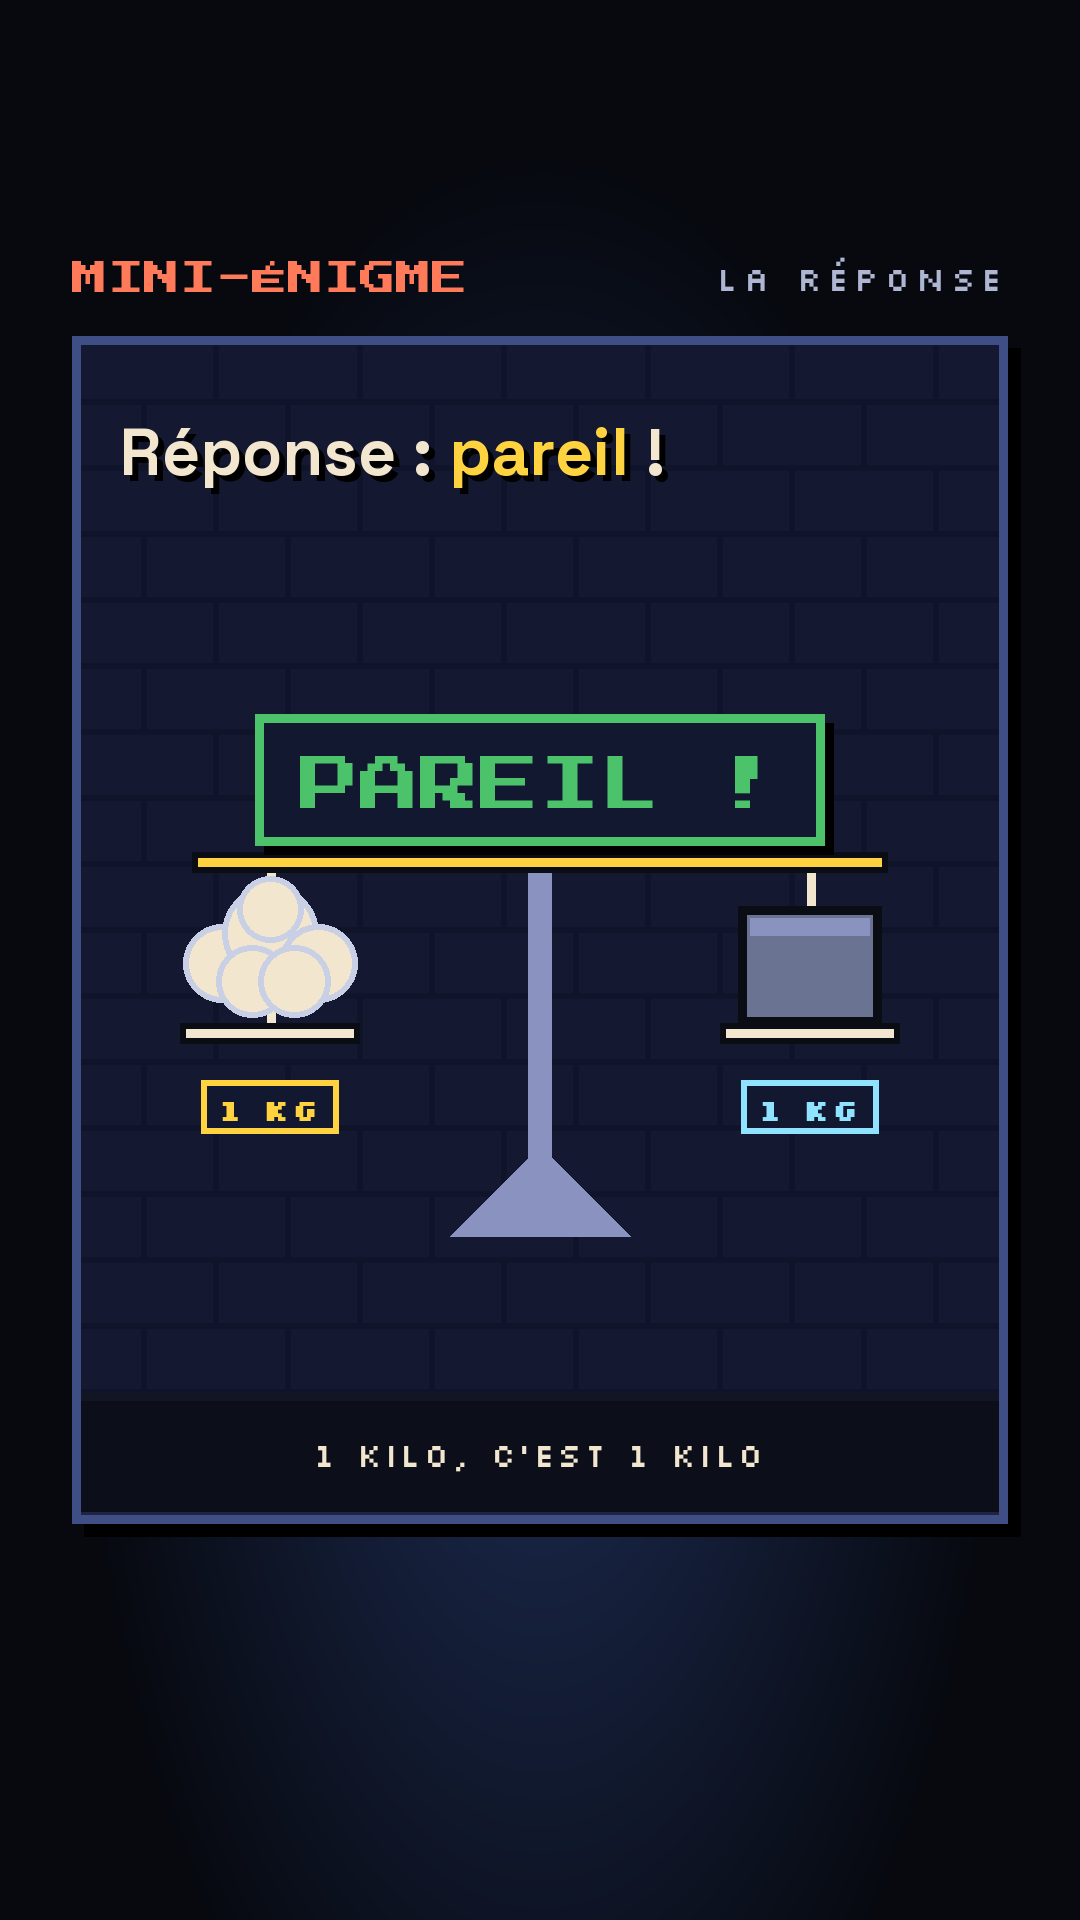 MINI-ÉNIGME
LA RÉPONSE
Réponse : pareil !
PAREIL !
1 KG
1 KG
1 KILO, C'EST 1 KILO